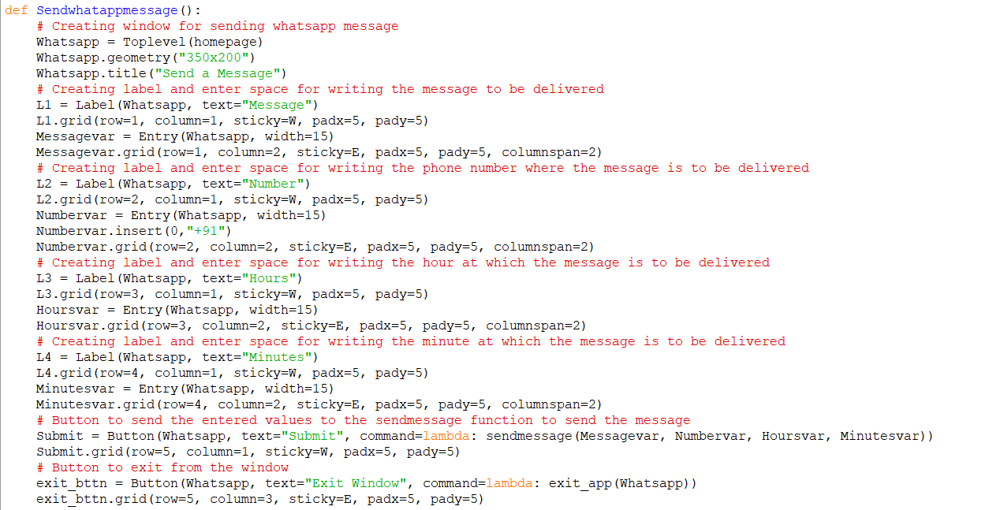 def Sendwhatappmessage():
    # Creating window for sending whatsapp message
    Whatsapp = Toplevel(homepage)
    Whatsapp.geometry("350x200")
    Whatsapp.title("Send a Message")
    # Creating label and enter space for writing the message to be delivered
    L1 = Label(Whatsapp, text="Message")
    L1.grid(row=1, column=1, sticky=W, padx=5, pady=5)
    Messagevar = Entry(Whatsapp, width=15)
    Messagevar.grid(row=1, column=2, sticky=E, padx=5, pady=5, columnspan=2)
    # Creating label and enter space for writing the phone number where the message is to be delivered
    L2 = Label(Whatsapp, text="Number")
    L2.grid(row=2, column=1, sticky=W, padx=5, pady=5)
    Numbervar = Entry(Whatsapp, width=15)
    Numbervar.insert(0,"+91")
    Numbervar.grid(row=2, column=2, sticky=E, padx=5, pady=5, columnspan=2)
    # Creating label and enter space for writing the hour at which the message is to be delivered
    L3 = Label(Whatsapp, text="Hours")
    L3.grid(row=3, column=1, sticky=W, padx=5, pady=5)
    Hoursvar = Entry(Whatsapp, width=15)
    Hoursvar.grid(row=3, column=2, sticky=E, padx=5, pady=5, columnspan=2)
    # Creating label and enter space for writing the minute at which the message is to be delivered
    L4 = Label(Whatsapp, text="Minutes")
    L4.grid(row=4, column=1, sticky=W, padx=5, pady=5)
    Minutesvar = Entry(Whatsapp, width=15)
    Minutesvar.grid(row=4, column=2, sticky=E, padx=5, pady=5, columnspan=2)
    # Button to send the entered values to the sendmessage function to send the message
    Submit = Button(Whatsapp, text="Submit", command=lambda: sendmessage(Messagevar, Numbervar, Hoursvar, Minutesvar))
    Submit.grid(row=5, column=1, sticky=W, padx=5, pady=5)
    # Button to exit from the window
    exit_bttn = Button(Whatsapp, text="Exit Window", command=lambda: exit_app(Whatsapp))
    exit_bttn.grid(row=5, column=3, sticky=E, padx=5, pady=5)